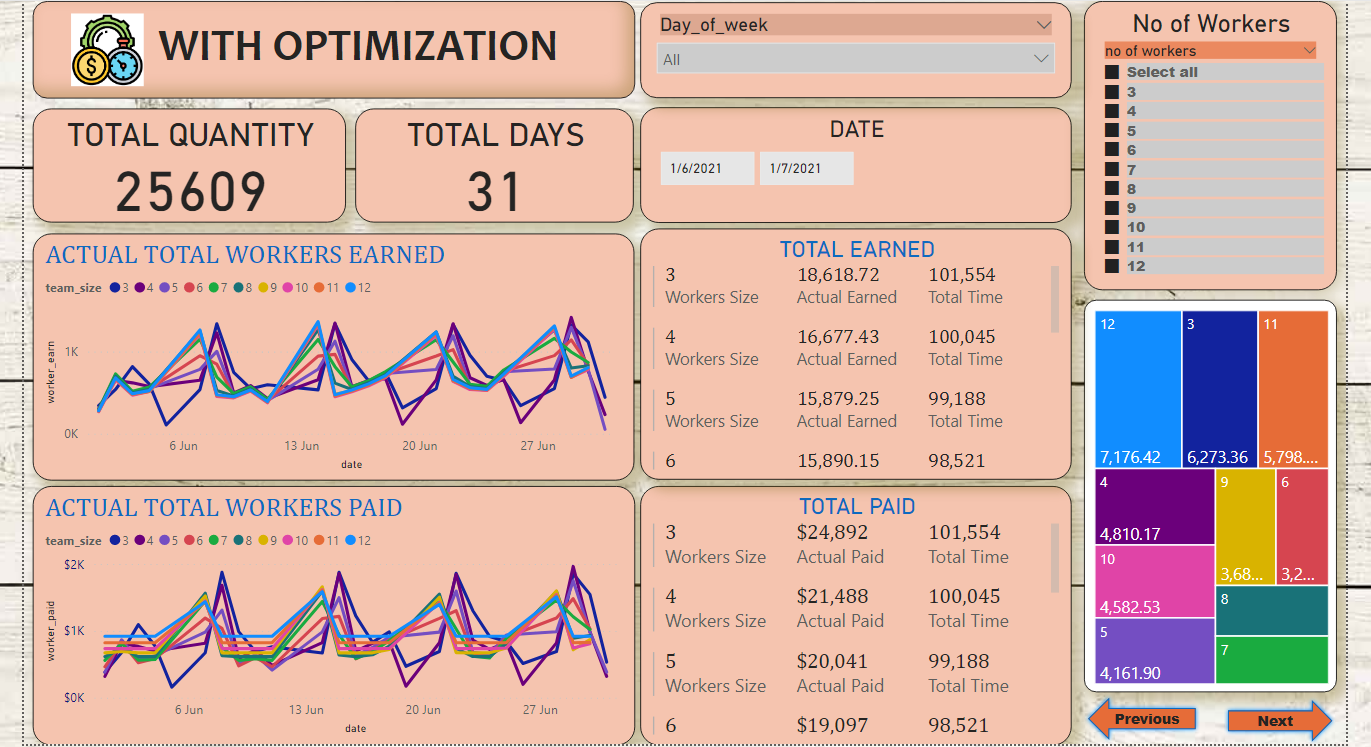 WITH OPTIMIZATION
Day_of_week
All
No of Workers
no of workers
Select all
3
4
5
6
7
8
9
10
11
12
TOTAL QUANTITY
25609
TOTAL DAYS
31
DATE
1/6/2021 1/7/2021
ACTUAL TOTAL WORKERS EARNED
team_size 3 4 5 6 7 8 9 10 11 12
worker_earn
1K
0K
6 Jun 13 Jun 20 Jun 27 Jun
date
TOTAL EARNED
3 18,618.72 101,554
Workers Size Actual Earned Total Time
4 16,677.43 100,045
Workers Size Actual Earned Total Time
5 15,879.25 99,188
Workers Size Actual Earned Total Time
6 15,890.15 98,521
12 3 11
7,176.42 6,273.36 5,798....
4 9 6
4,810.17
10 3,68... 3,2...
4,582.53 8
5 7
4,161.90
ACTUAL TOTAL WORKERS PAID
team_size 3 4 5 6 7 8 9 10 11 12
worker_paid
$2K
$1K
$0K
6 Jun 13 Jun 20 Jun 27 Jun
date
TOTAL PAID
3 $24,892 101,554
Workers Size Actual Paid Total Time
4 $21,488 100,045
Workers Size Actual Paid Total Time
5 $20,041 99,188
Workers Size Actual Paid Total Time
6 $19,097 98,521
Previous Next